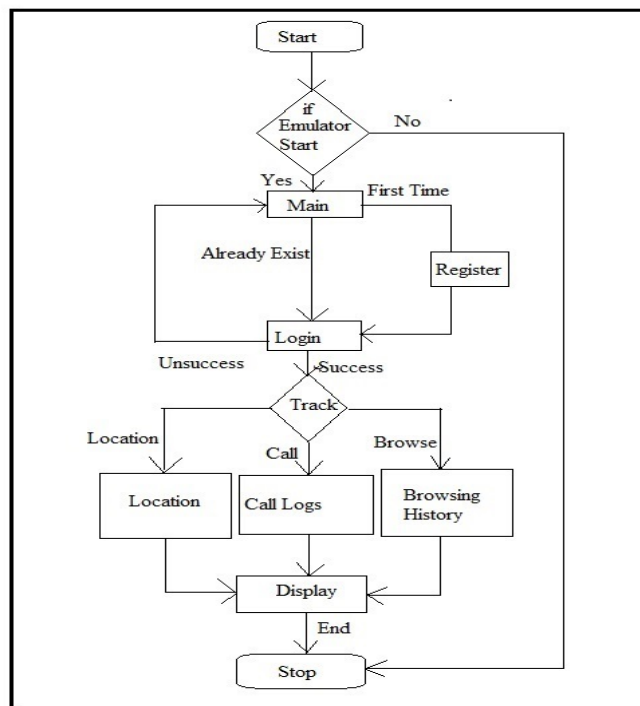 Start
if
Emulator
Start
No
Yes
First Time
Main
Already Exist
Register
Login
Unsuccess
Success
Track
Location
Call
Browse
Location
Call Logs
Browsing
History
Display
End
Stop